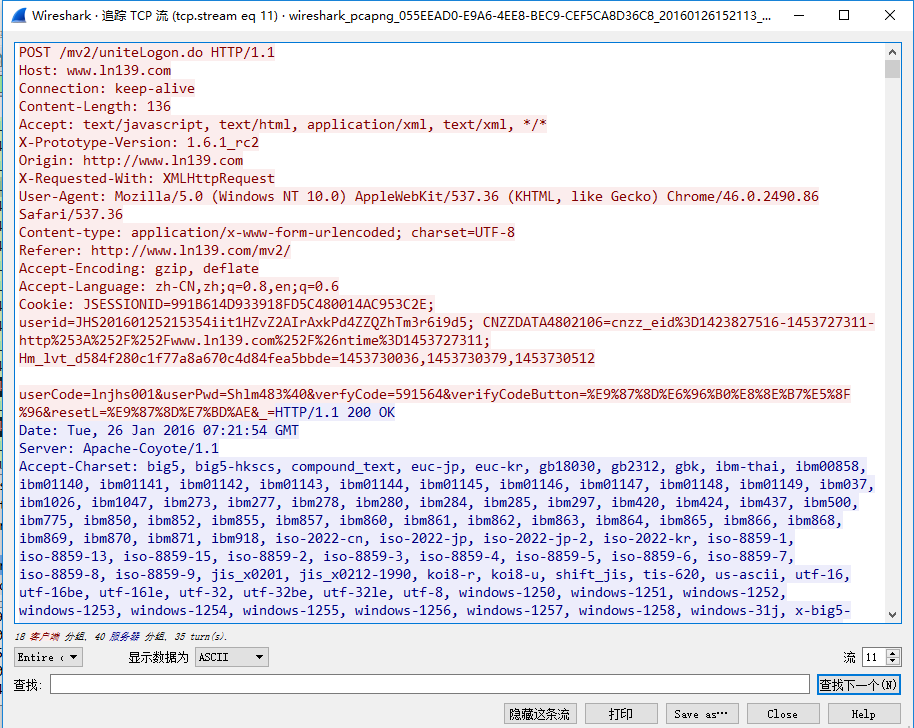 Wireshark · 追踪 TCP 流 (tcp.stream eq 11) · wireshark_pcapng_055EEAD0-E9A6-4EE8-BEC9-CEF5CA8D36C8_20160126152113_...
POST /mv2/uniteLogon.do HTTP/1.1
Host: www.ln139.com
Connection: keep-alive
Content-Length: 136
Accept: text/javascript, text/html, application/xml, text/xml, */*
X-Prototype-Version: 1.6.1_rc2
Origin: http://www.ln139.com
X-Requested-With: XMLHttpRequest
User-Agent: Mozilla/5.0 (Windows NT 10.0) AppleWebKit/537.36 (KHTML, like Gecko) Chrome/46.0.2490.86
Safari/537.36
Content-type: application/x-www-form-urlencoded; charset=UTF-8
Referer: http://www.ln139.com/mv2/
Accept-Encoding: gzip, deflate
Accept-Language: zh-CN,zh;q=0.8,en;q=0.6
Cookie: JSESSIONID=991B614D933918FD5C480014AC953C2E;
userid=JHS20160125215354iit1HZvZ2AIrAxkPd4ZZQZhTm3r6i9d5; CNZZDATA4802106=cnzz_eid%3D1423827516-1453727311-
http%253A%252F%252Fwww.ln139.com%252F%26ntime%3D1453727311;
Hm_lvt_d584f280c1f77a8a670c4d84fea5bbde=1453730036,1453730379,1453730512
userCode=lnjhs001&userPwd=Shlm483%40&verfyCode=591564&verifyCodeButton=%E9%87%8D%E6%96%B0%E8%8E%B7%E5%8F
%96&resetL=%E9%87%8D%E7%BD%AE&_=HTTP/1.1 200 OK
Date: Tue, 26 Jan 2016 07:21:54 GMT
Server: Apache-Coyote/1.1
Accept-Charset: big5, big5-hkscs, compound_text, euc-jp, euc-kr, gb18030, gb2312, gbk, ibm-thai, ibm00858,
ibm01140, ibm01141, ibm01142, ibm01143, ibm01144, ibm01145, ibm01146, ibm01147, ibm01148, ibm01149, ibm037,
ibm1026, ibm1047, ibm273, ibm277, ibm278, ibm280, ibm284, ibm285, ibm297, ibm420, ibm424, ibm437, ibm500,
ibm775, ibm850, ibm852, ibm855, ibm857, ibm860, ibm861, ibm862, ibm863, ibm864, ibm865, ibm866, ibm868,
ibm869, ibm870, ibm871, ibm918, iso-2022-cn, iso-2022-jp, iso-2022-jp-2, iso-2022-kr, iso-8859-1,
iso-8859-13, iso-8859-15, iso-8859-2, iso-8859-3, iso-8859-4, iso-8859-5, iso-8859-6, iso-8859-7,
iso-8859-8, iso-8859-9, jis_x0201, jis_x0212-1990, koi8-r, koi8-u, shift_jis, tis-620, us-ascii, utf-16,
utf-16be, utf-16le, utf-32, utf-32be, utf-32le, utf-8, windows-1250, windows-1251, windows-1252,
windows-1253, windows-1254, windows-1255, windows-1256, windows-1257, windows-1258, windows-31j, x-big5-
18 客户端 分组, 40 服务器 分组, 35 turn(s).
Entire 显示数据为 ASCII 流 11
查找: 查找下一个(N)
隐藏这条流 打印 Save as… Close Help